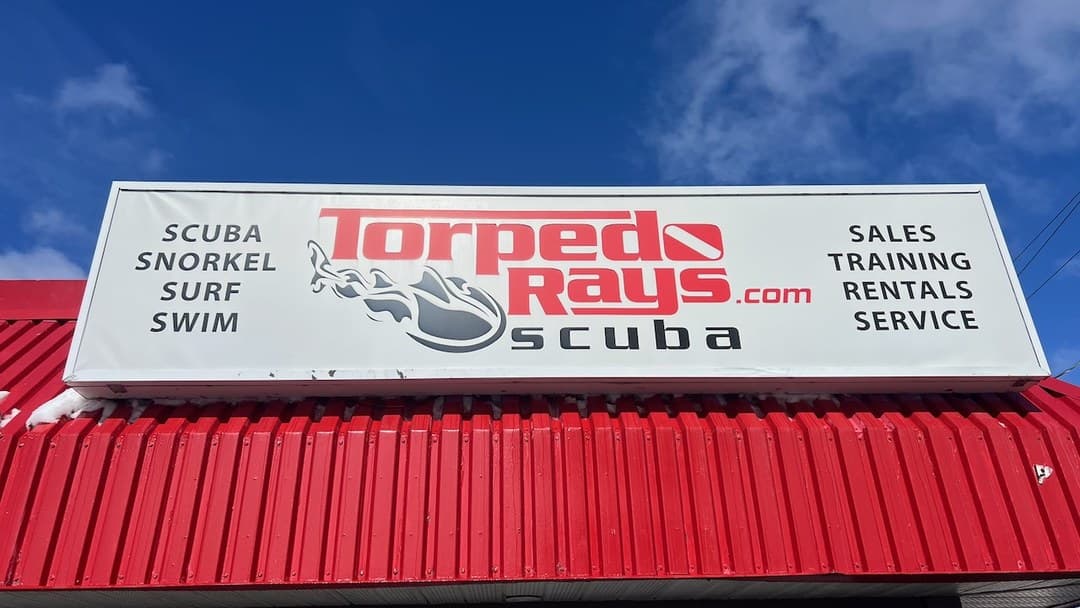 SCUBA
SNORKEL
SURF
SWIM
Torpedo
Rays.com
scuba
SALES
TRAINING
RENTALS
SERVICE